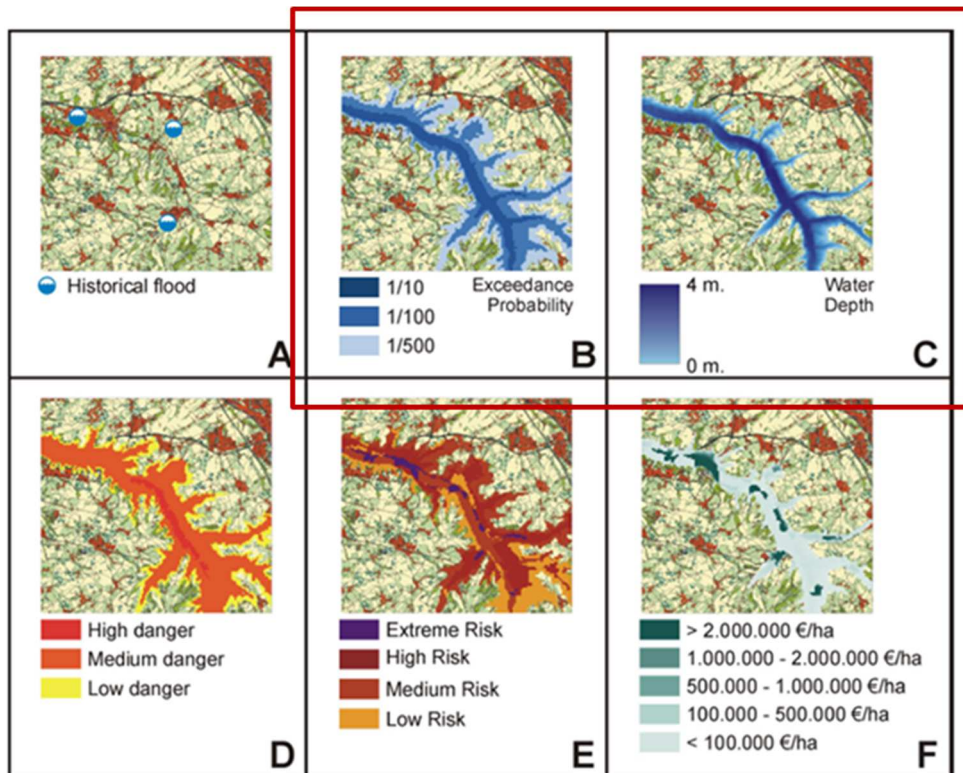 Historical flood
A
1/10
1/100
1/500
Exceedance
Probability
B
4 m.
0 m.
Water
Depth
C
High danger
Medium danger
Low danger
D
Extreme Risk
High Risk
Medium Risk
Low Risk
E
> 2.000.000 €/ha
1.000.000 - 2.000.000 €/ha
500.000 - 1.000.000 €/ha
100.000 - 500.000 €/ha
< 100.000 €/ha
F